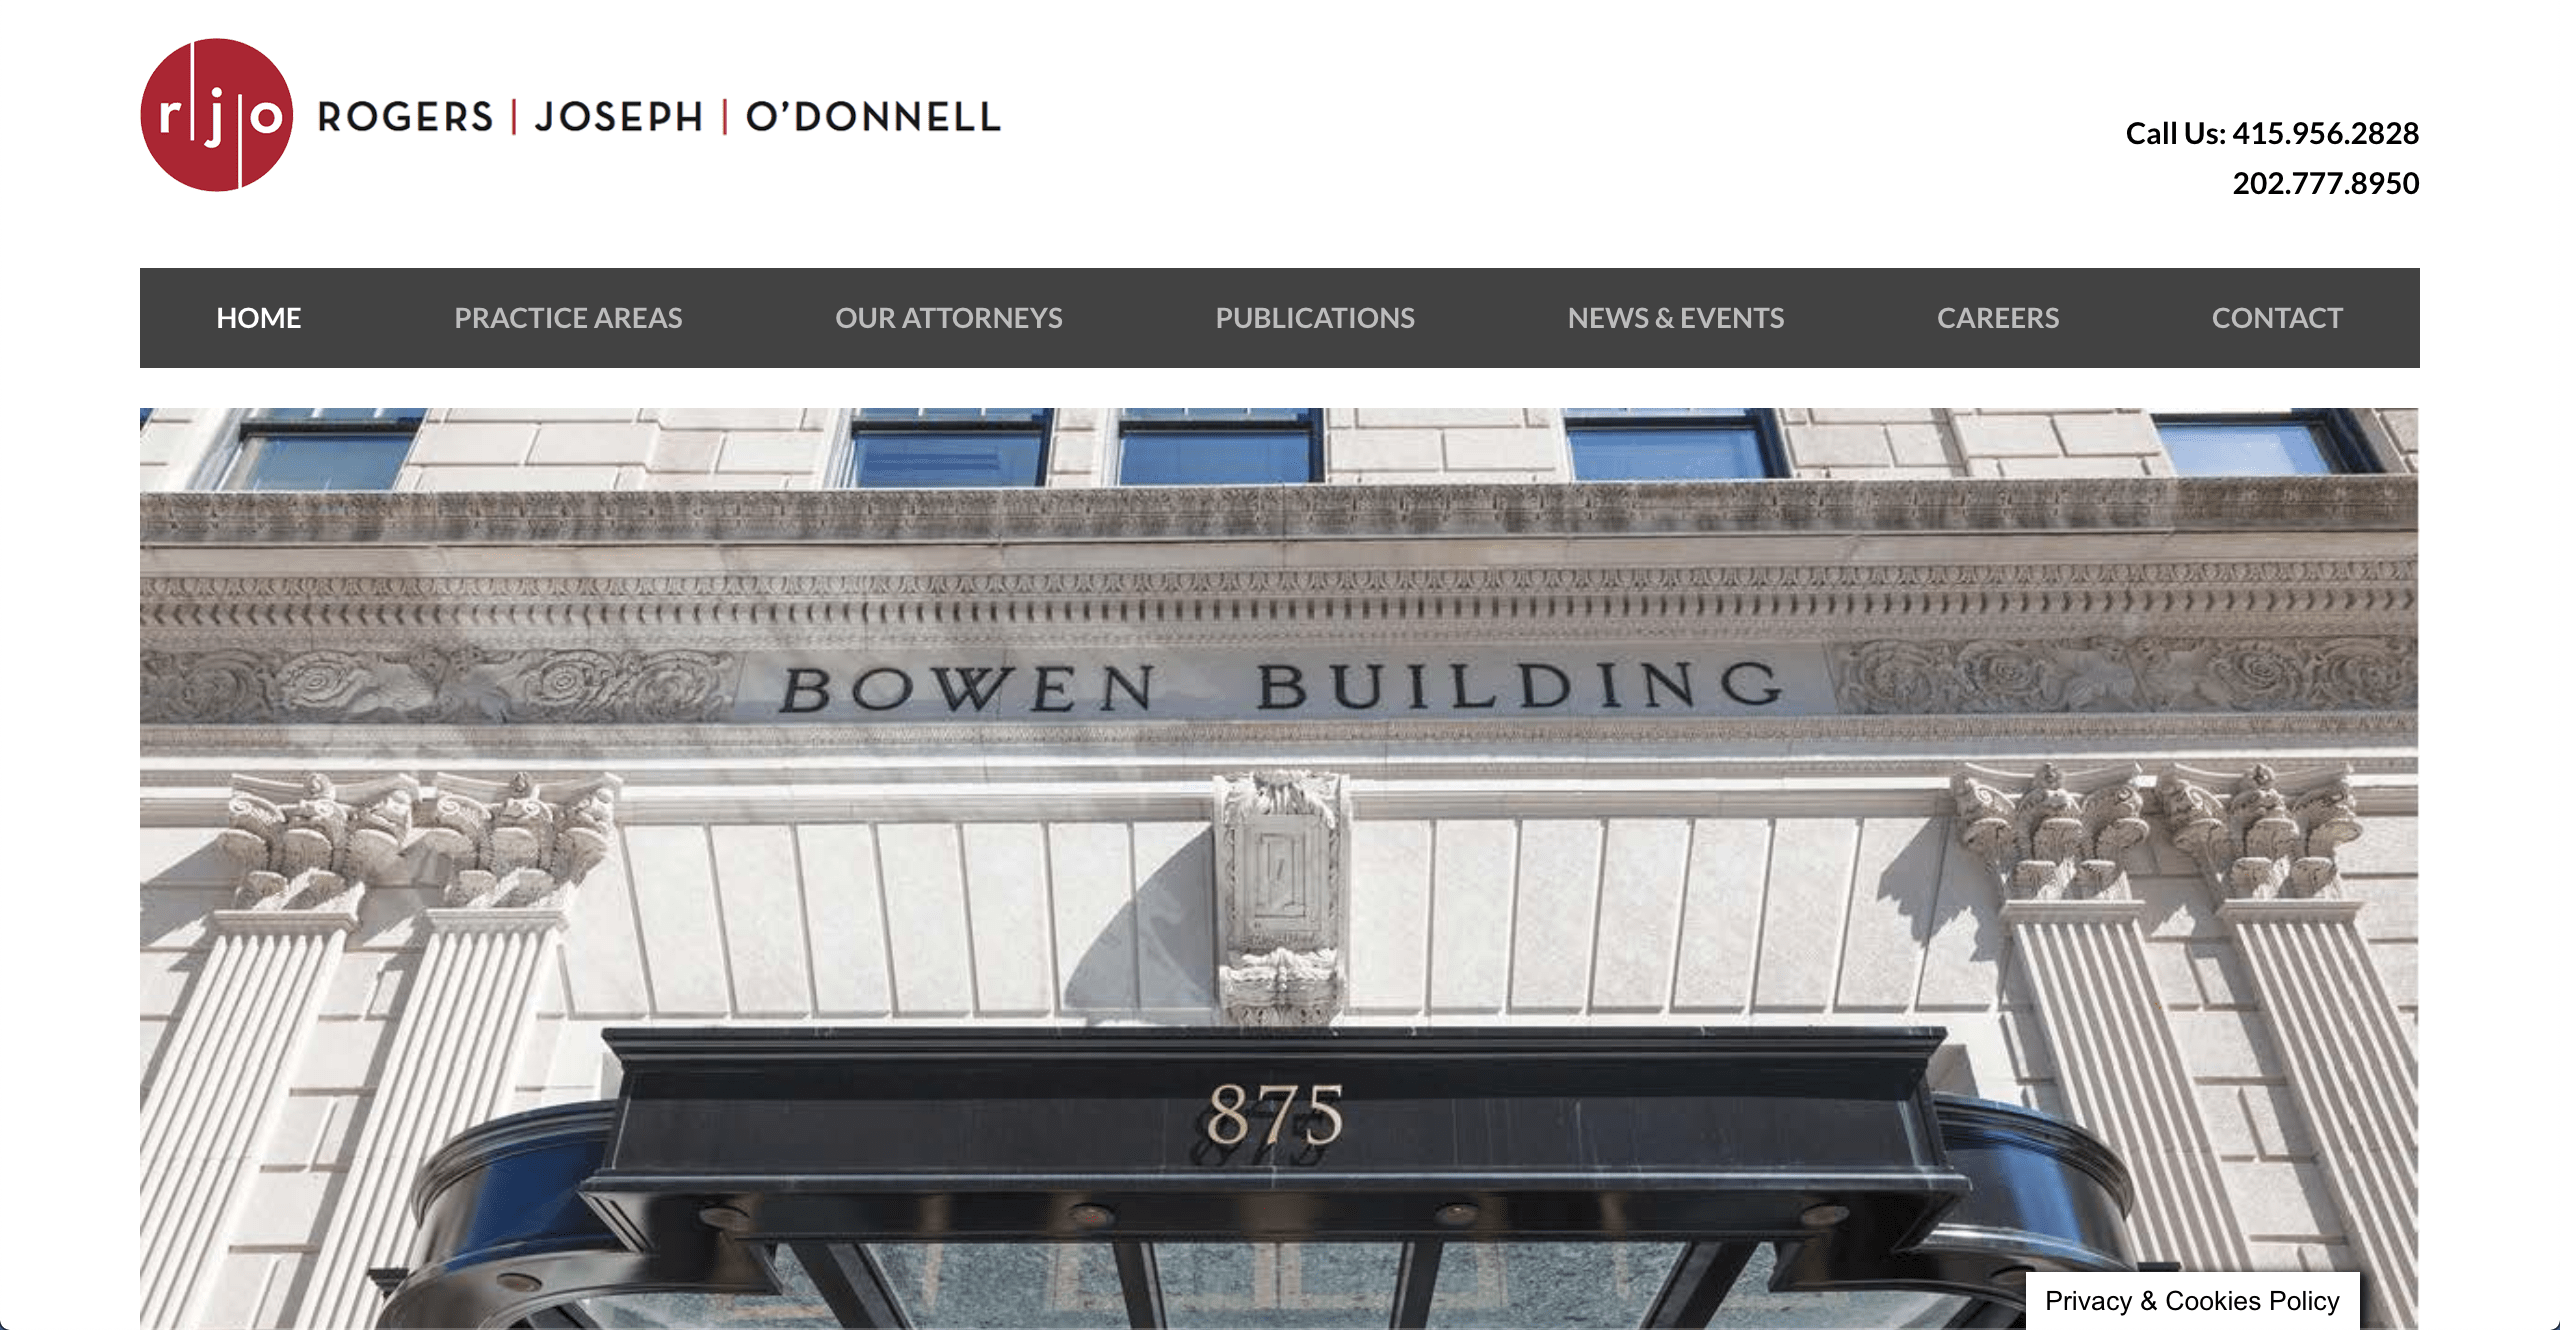 rjo ROGERS | JOSEPH | O'DONNELL
Call Us: 415.956.2828
202.777.8950
HOME PRACTICE AREAS OUR ATTORNEYS PUBLICATIONS NEWS & EVENTS CAREERS CONTACT
BOWEN BUILDING
875
Privacy & Cookies Policy